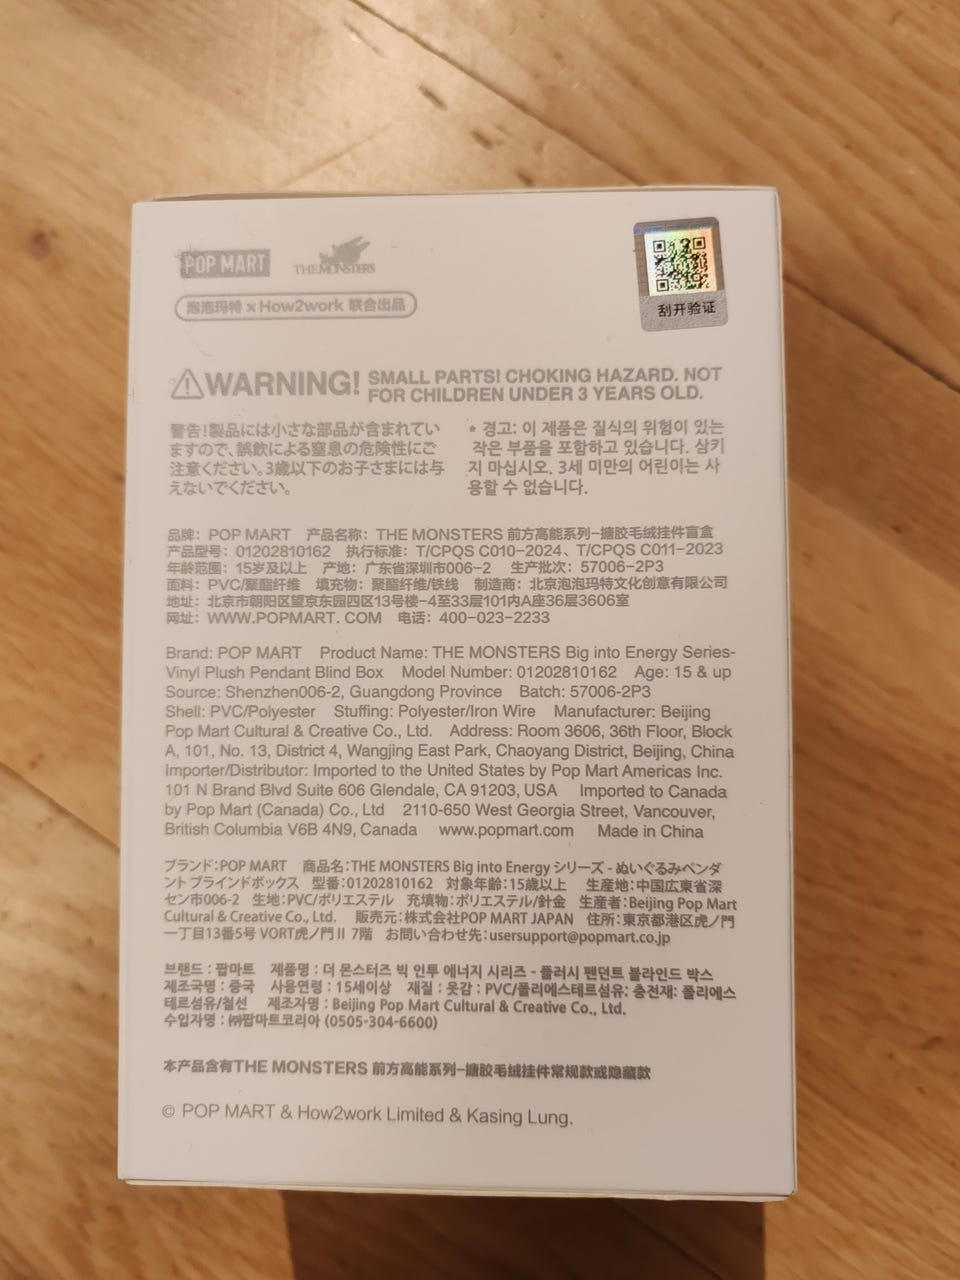 POP MART
THE MONSTERS
泡泡玛特 x How2work 联合出品
刮开验证
WARNING! SMALL PARTS! CHOKING HAZARD. NOT
FOR CHILDREN UNDER 3 YEARS OLD.
警告!製品には小さな部品が含まれてい
ますので、誤飲による窒息の危険性にご
注意ください。3歳以下のお子さまには与
えないでください。
* 경고: 이 제품은 질식의 위험이 있는
작은 부품을 포함하고 있습니다. 삼키
지 마십시오. 3세 미만의 어린이는 사
용할 수 없습니다.
品牌: POP MART 产品名称: THE MONSTERS 前方高能系列-搪胶毛绒挂件盲盒
产品型号: 01202810162 执行标准: T/CPQS C010-2024、T/CPQS C011-2023
年龄范围: 15岁及以上 产地: 广东省深圳市006-2 生产批次: 57006-2P3
面料: PVC/聚酯纤维 填充物: 聚酯纤维/铁线 制造商: 北京泡泡玛特文化创意有限公司
地址: 北京市朝阳区望京东园四区13号楼-4至33层101内A座36层3606室
网址: WWW.POPMART. COM 电话: 400-023-2233
Brand: POP MART Product Name: THE MONSTERS Big into Energy Series-
Vinyl Plush Pendant Blind Box Model Number: 01202810162 Age: 15 & up
Source: Shenzhen006-2, Guangdong Province Batch: 57006-2P3
Shell: PVC/Polyester Stuffing: Polyester/Iron Wire Manufacturer: Beijing
Pop Mart Cultural & Creative Co., Ltd. Address: Room 3606, 36th Floor, Block
A, 101, No. 13, District 4, Wangjing East Park, Chaoyang District, Beijing, China
Importer/Distributor: Imported to the United States by Pop Mart Americas Inc.
101 N Brand Blvd Suite 606 Glendale, CA 91203, USA Imported to Canada
by Pop Mart (Canada) Co., Ltd 2110-650 West Georgia Street, Vancouver,
British Columbia V6B 4N9, Canada www.popmart.com Made in China
ブランド:POP MART 商品名:THE MONSTERS Big into Energy シリーズ - ぬいぐるみペンダ
ント ブラインドボックス 型番:01202810162 対象年齢:15歳以上 生産地:中国広東省深
セン市006-2 生地:PVC/ポリエステル 充填物:ポリエステル/針金 生産者:Beijing Pop Mart
Cultural & Creative Co., Ltd. 販売元:株式会社POP MART JAPAN 住所:東京都港区虎ノ門
一丁目13番5号 VORT虎ノ門Ⅱ 7階 お問い合わせ先:usersupport@popmart.co.jp
브랜드 : 팝마트 제품명 : 더 몬스터즈 빅 인투 에너지 시리즈 - 플러시 펜던트 블라인드 박스
제조국명 : 중국 사용연령 : 15세이상 재질 : 옷감 : PVC/폴리에스테르섬유; 충전재: 폴리에스
테르섬유/철선 제조자명 : Beijing Pop Mart Cultural & Creative Co., Ltd.
수입자명 : ㈜팝마트코리아 (0505-304-6600)
本产品含有THE MONSTERS 前方高能系列-搪胶毛绒挂件常规款或隐藏款
© POP MART & How2work Limited & Kasing Lung.